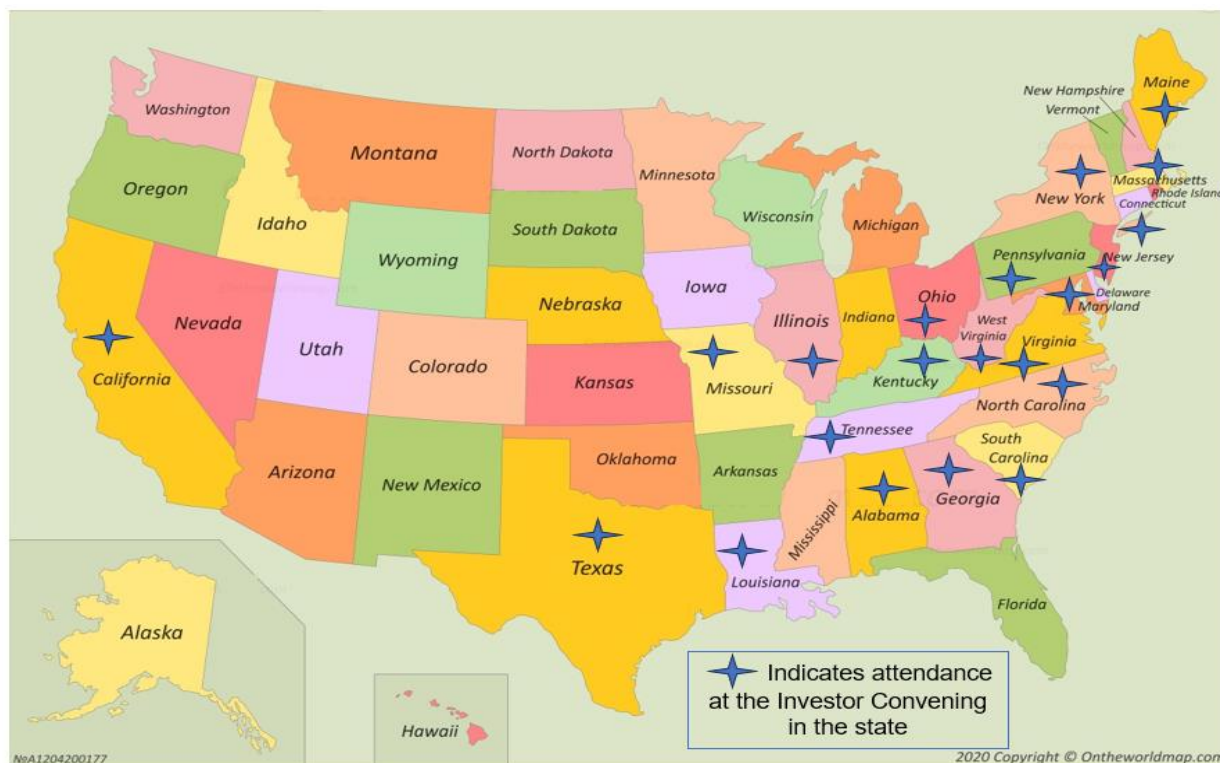 Washington
Montana
North Dakota
Minnesota
Oregon
Idaho
South Dakota
Wisconsin
Michigan
Wyoming
Maine
New Hampshire
Vermont
New York
Massachusetts
Rhode Island
Connecticut
Pennsylvania
New Jersey
Delaware
Maryland
Nebraska
Iowa
Illinois
Indiana
Ohio
West
Virginia
Virginia
Nevada
Utah
Colorado
Kansas
Missouri
Kentucky
California
North Carolina
Tennessee
South
Carolina
Arizona
New Mexico
Oklahoma
Arkansas
Mississippi
Alabama
Georgia
Texas
Louisiana
Florida
Alaska
Hawaii
Indicates attendance
at the Investor Convening
in the state
NeA1204200177
2020 Copyright © Ontheworldmap.com